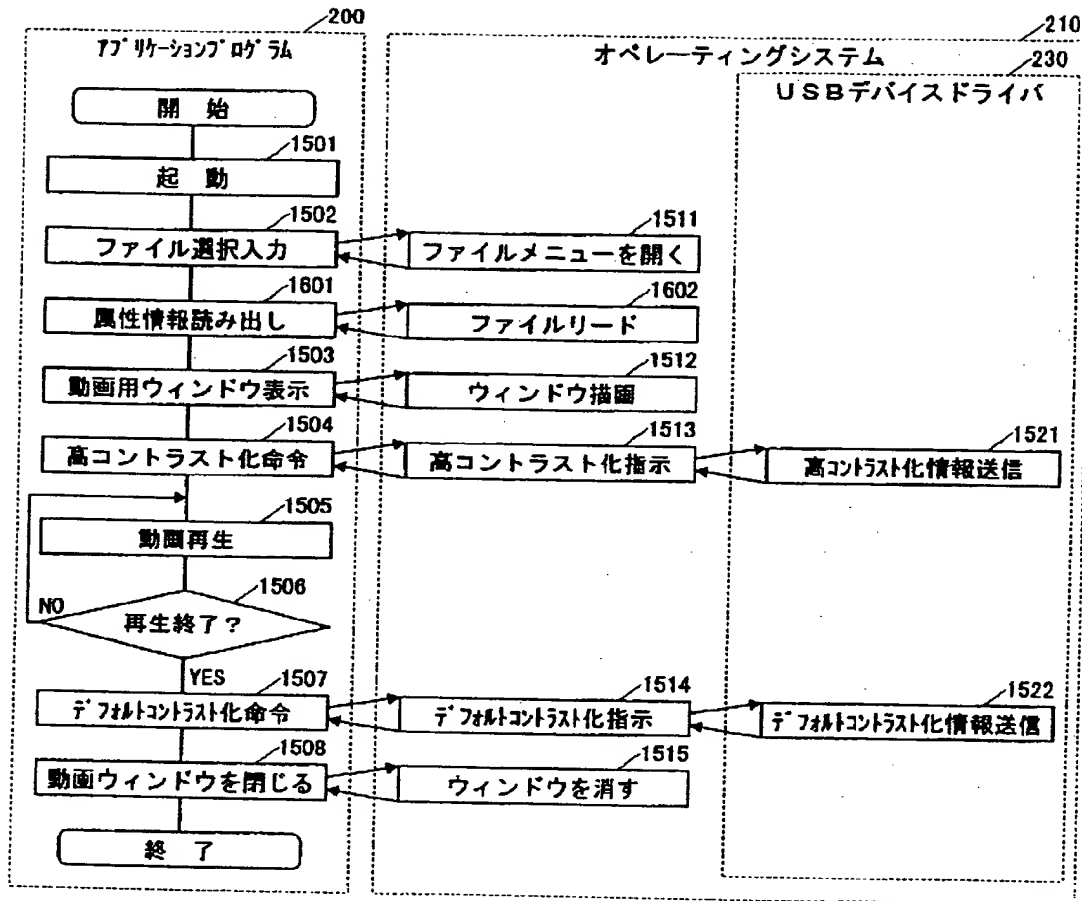 200
アプリケーションプログラム
210
オペレーティングシステム
230
USBデバイスドライバ
開 始
1501
起 動
1502
ファイル選択入力
1511
ファイルメニューを開く
1601
属性情報読み出し
1602
ファイルリード
1503
動画用ウィンドウ表示
1512
ウィンドウ描画
1504
高コントラスト化命令
1513
高コントラスト化指示
1521
高コントラスト化情報送信
1505
動画再生
1506
NO
再生終了?
YES
1507
デフォルトコントラスト化命令
1514
デフォルトコントラスト化指示
1522
デフォルトコントラスト化情報送信
1508
動画ウィンドウを閉じる
1515
ウィンドウを消す
終 了